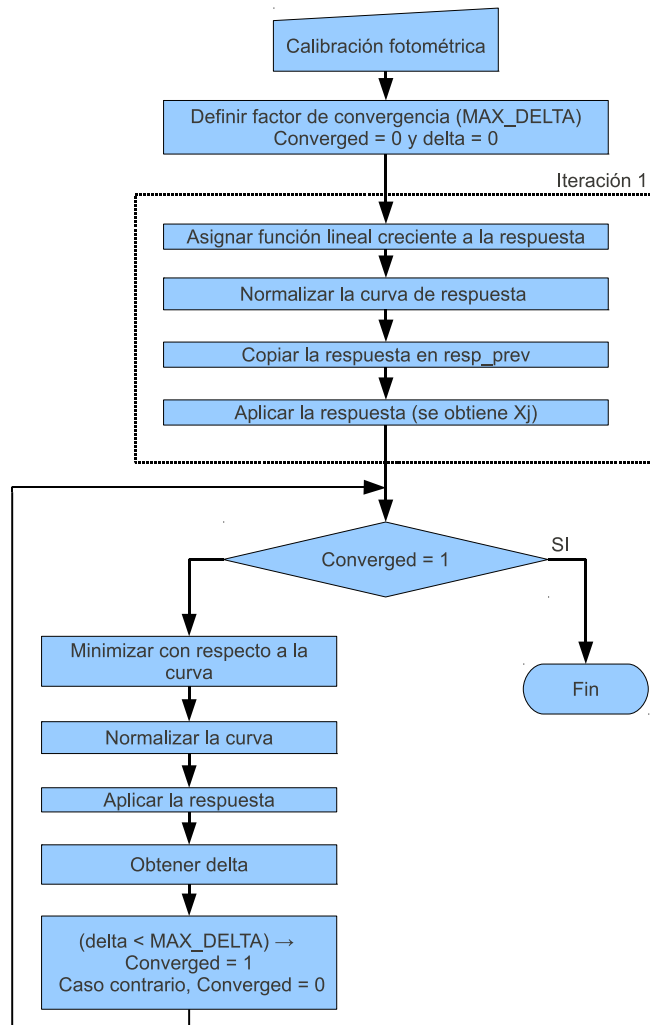 Calibración fotométrica
Definir factor de convergencia (MAX_DELTA)
Converged = 0 y delta = 0
Iteración 1
Asignar función lineal creciente a la respuesta
Normalizar la curva de respuesta
Copiar la respuesta en resp_prev
Aplicar la respuesta (se obtiene Xj)
Converged = 1
SI
Minimizar con respecto a la
curva
Fin
Normalizar la curva
Aplicar la respuesta
Obtener delta
(delta < MAX_DELTA) →
Converged = 1
Caso contrario, Converged = 0